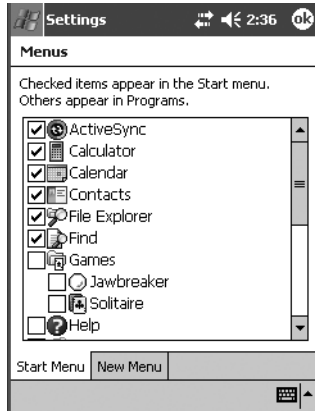 Settings 2:36 ok
Menus
Checked items appear in the Start menu.
Others appear in Programs.
ActiveSync
Calculator
Calendar
Contacts
File Explorer
Find
Games
Jawbreaker
Solitaire
Help
Start Menu New Menu